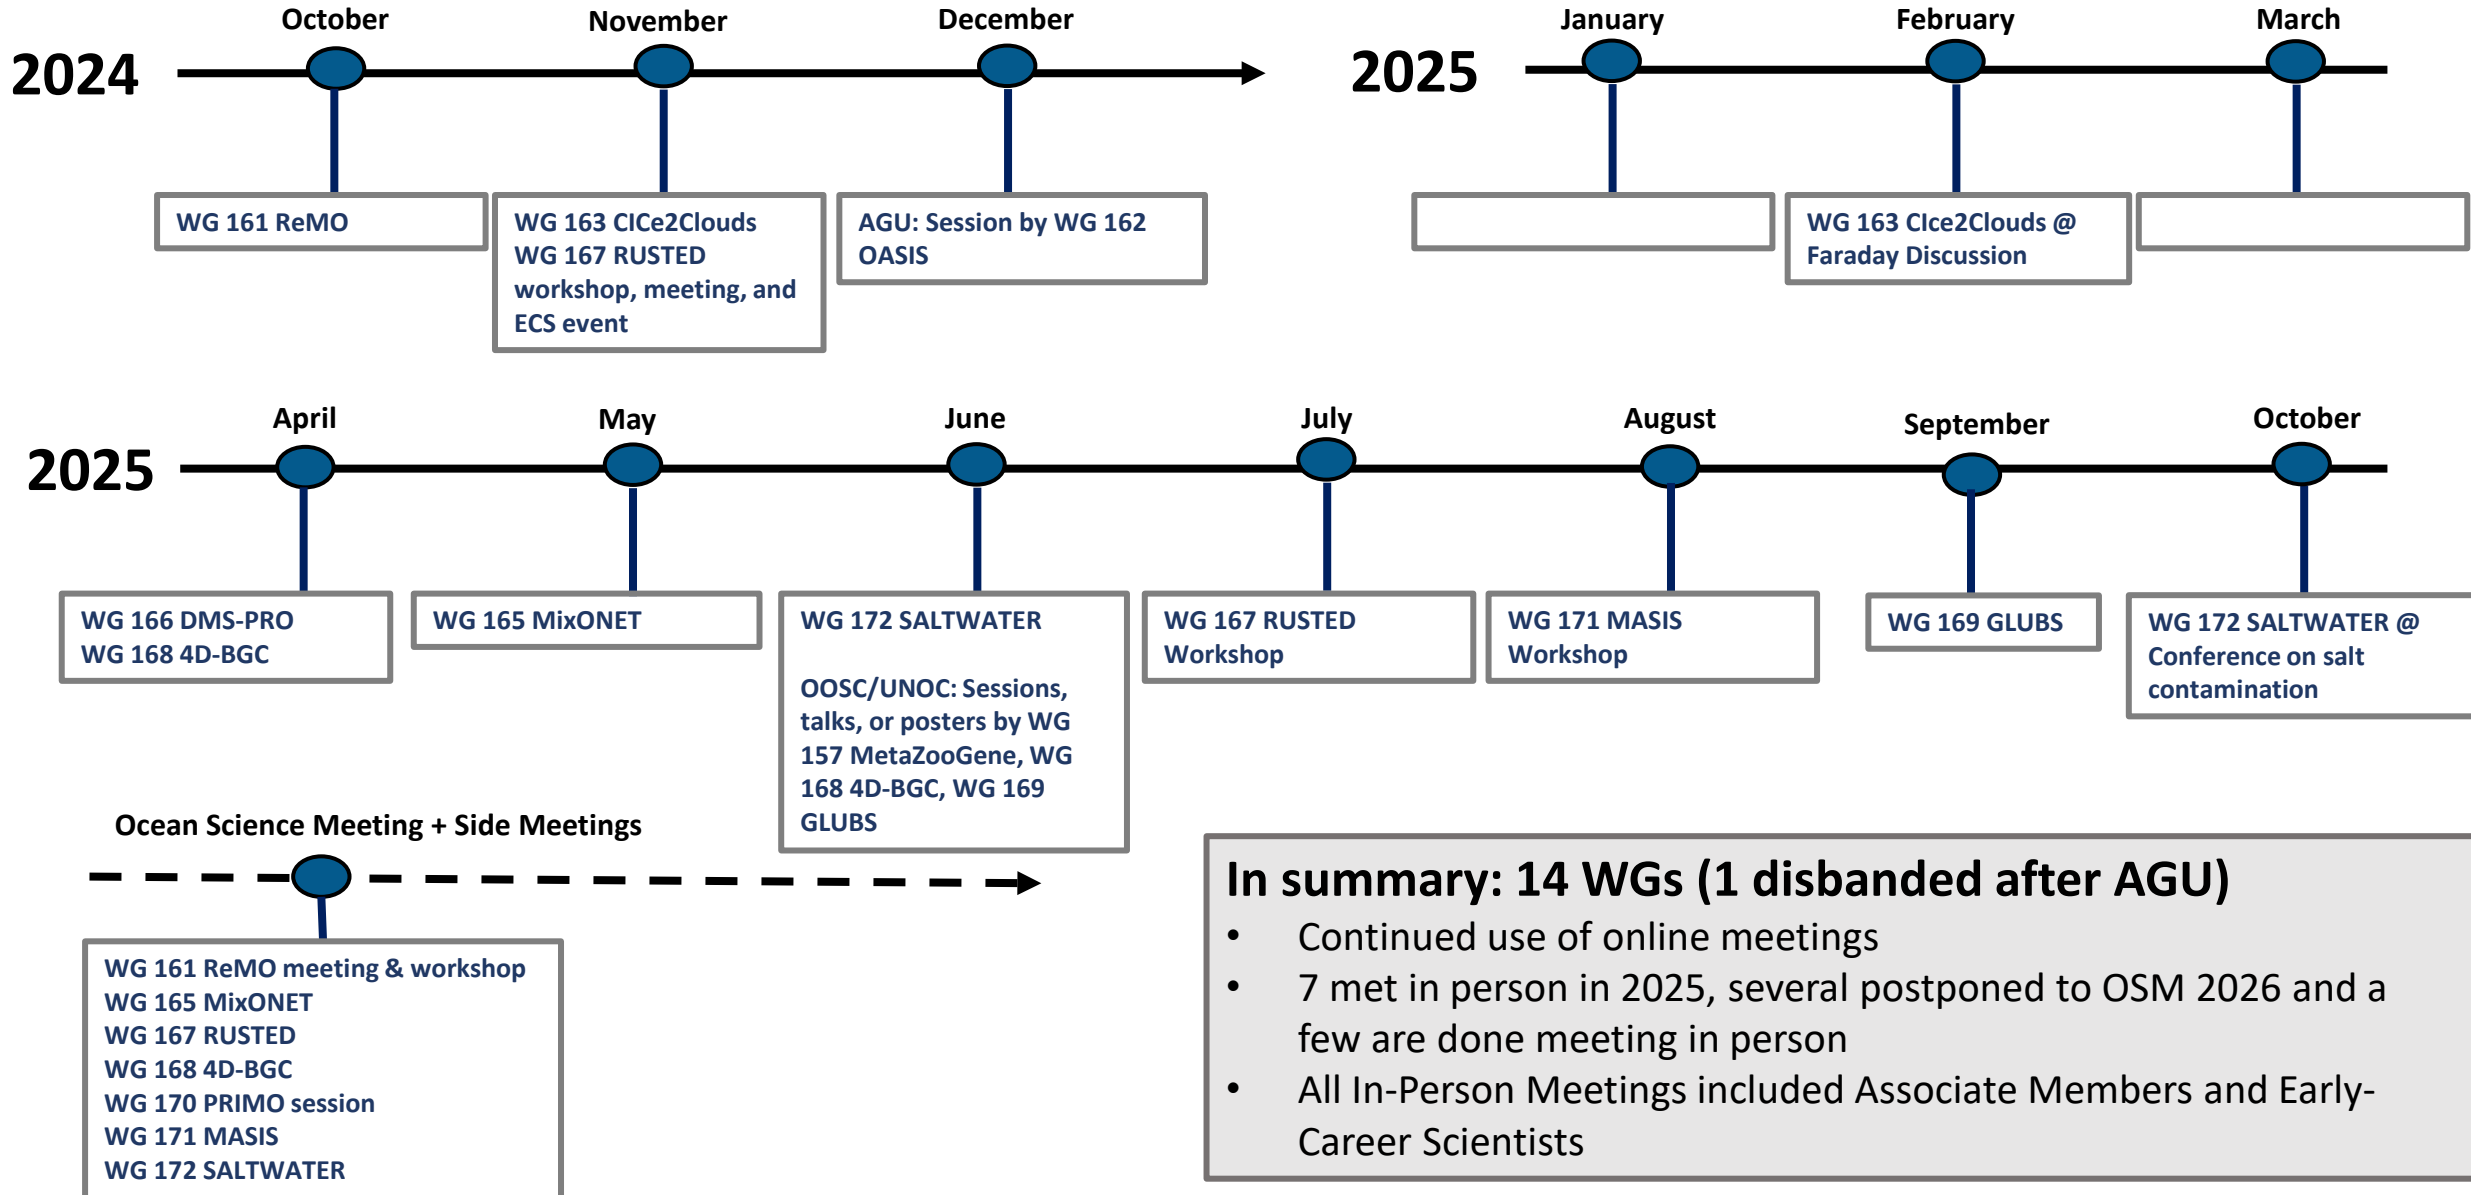 2024
October
November
December
WG 161 ReMO
WG 163 CICe2Clouds
WG 167 RUSTED
workshop, meeting, and
ECS event
AGU: Session by WG 162
OASIS
2025
January
February
March
WG 163 CIce2Clouds @
Faraday Discussion
2025
April
May
June
July
August
September
October
WG 166 DMS-PRO
WG 168 4D-BGC
WG 165 MixONET
WG 172 SALTWATER
OOSC/UNOC: Sessions,
talks, or posters by WG
157 MetaZooGene, WG
168 4D-BGC, WG 169
GLUBS
WG 167 RUSTED
Workshop
WG 171 MASIS
Workshop
WG 169 GLUBS
WG 172 SALTWATER @
Conference on salt
contamination
Ocean Science Meeting + Side Meetings
WG 161 ReMO meeting & workshop
WG 165 MixONET
WG 167 RUSTED
WG 168 4D-BGC
WG 170 PRIMO session
WG 171 MASIS
WG 172 SALTWATER
In summary: 14 WGs (1 disbanded after AGU)
• Continued use of online meetings
• 7 met in person in 2025, several postponed to OSM 2026 and a
few are done meeting in person
• All In-Person Meetings included Associate Members and Early-
Career Scientists